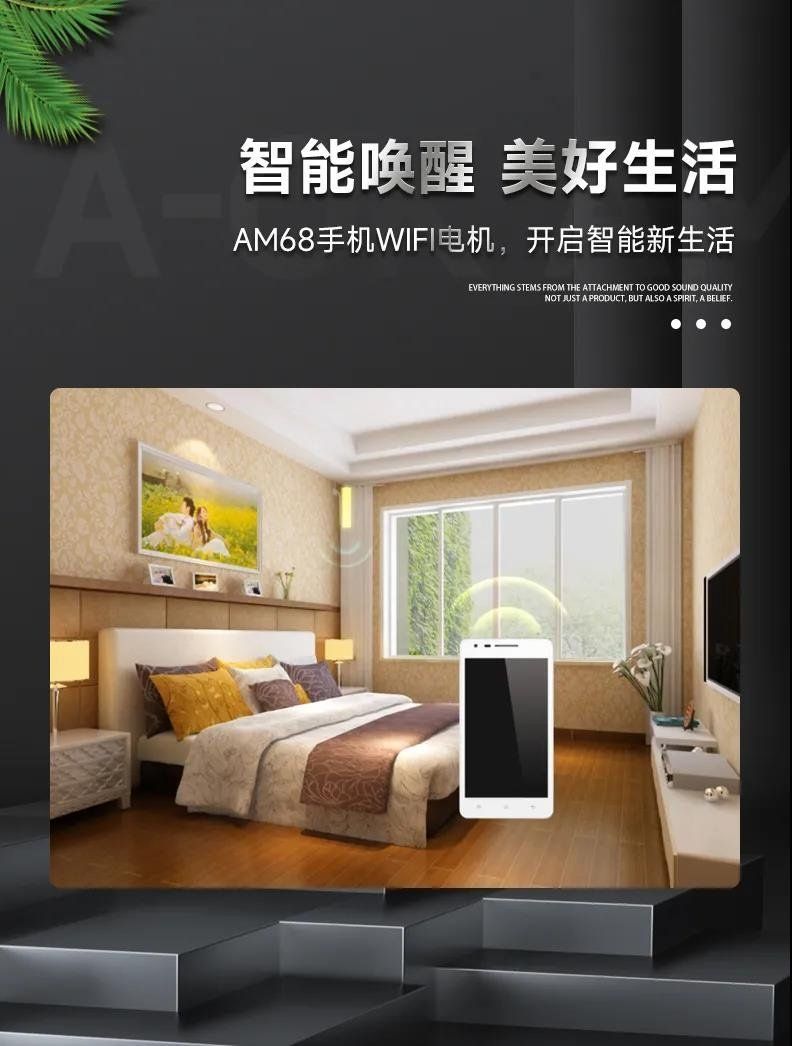 智能唤醒 美好生活
AM68手机WIFI电机，开启智能新生活
EVERYTHING STEMS FROM THE ATTACHMENT TO GOOD SOUND QUALITY
NOT JUST A PRODUCT, BUT ALSO A SPIRIT, A BELIEF.